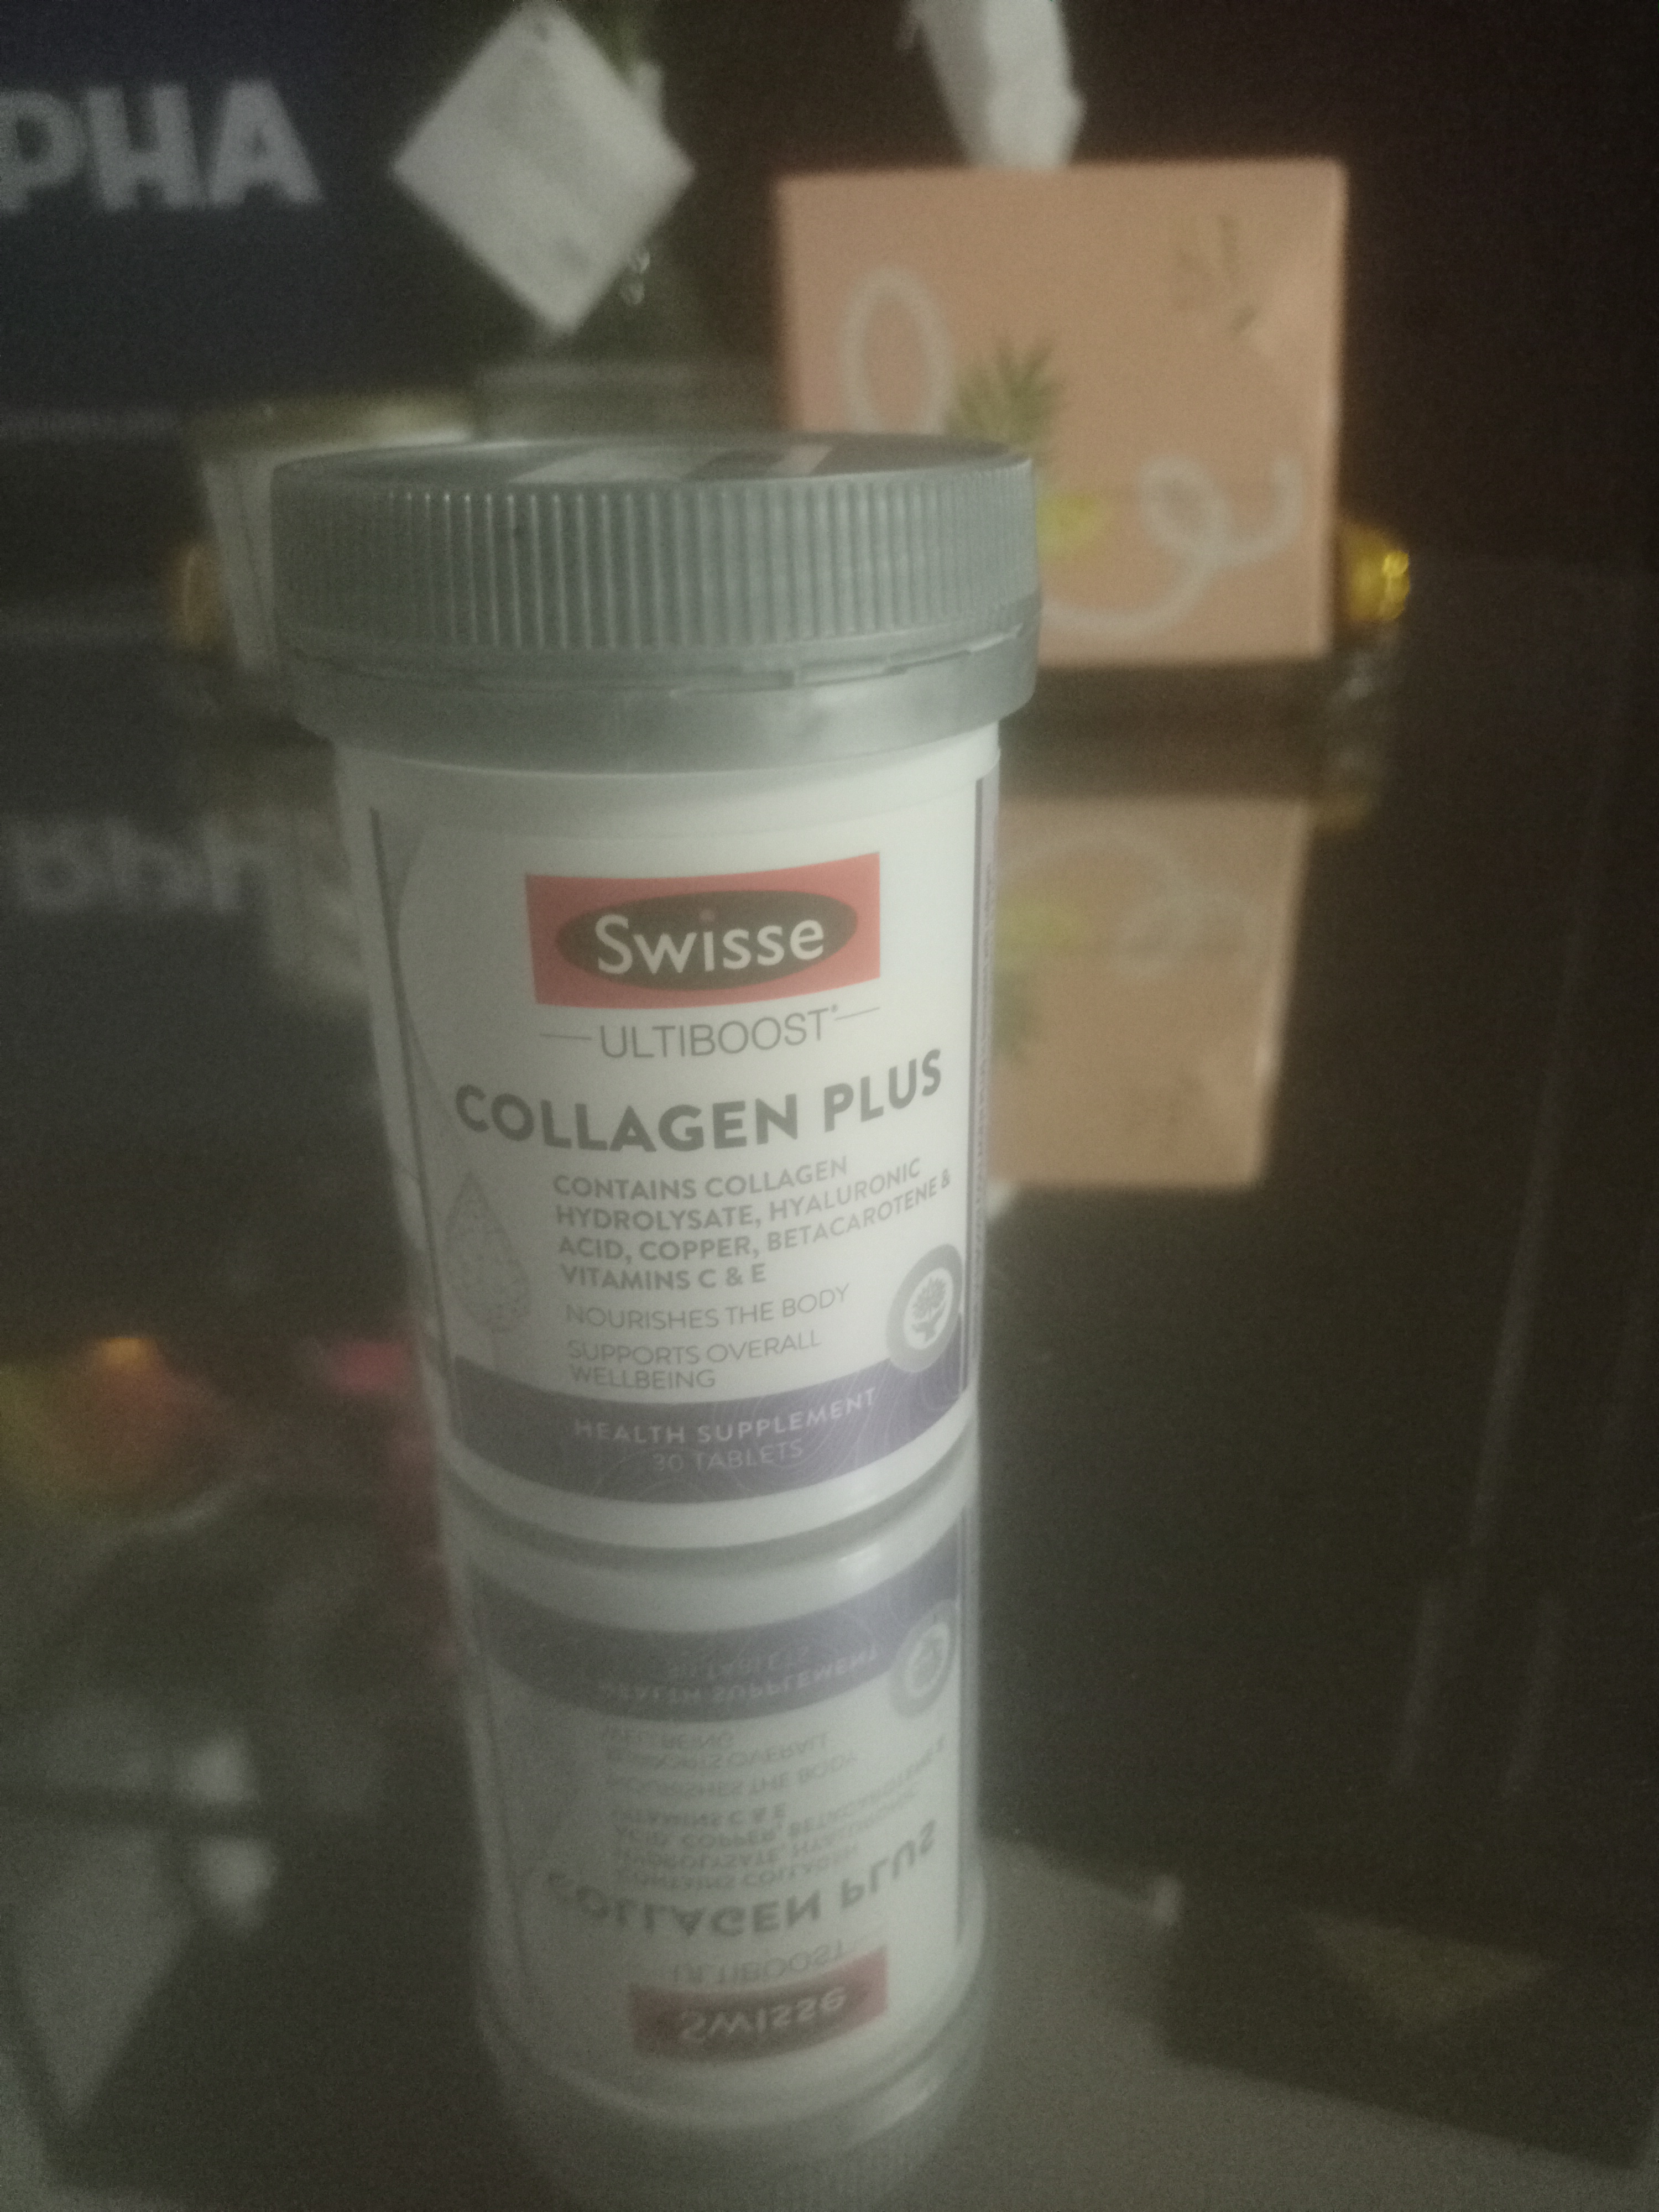 PHA
Swisse
ULTIBOOST®
COLLAGEN PLUS
CONTAINS COLLAGEN
HYDROLYSATE, HYALURONIC
ACID, COPPER, BETACAROTENE &
VITAMINS C & E
NOURISHES THE BODY
SUPPORTS OVERALL
WELLBEING
HEALTH SUPPLEMENT
30 TABLETS